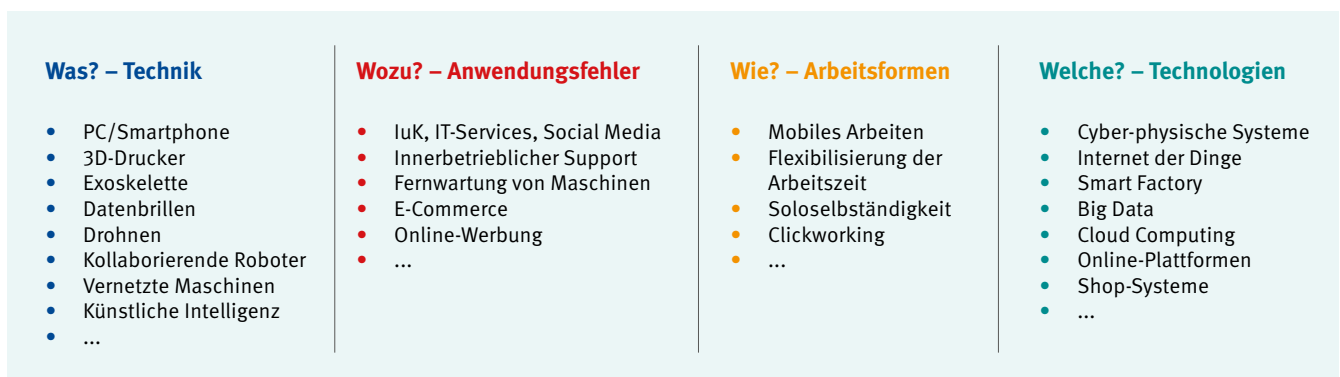 Was? – Technik
• PC/Smartphone
• 3D-Drucker
• Exoskelette
• Datenbrillen
• Drohnen
• Kollaborierende Roboter
• Vernetzte Maschinen
• Künstliche Intelligenz
• ...
Wozu? – Anwendungsfehler
• IuK, IT-Services, Social Media
• Innerbetrieblicher Support
• Fernwartung von Maschinen
• E-Commerce
• Online-Werbung
• ...
Wie? – Arbeitsformen
• Mobiles Arbeiten
• Flexibilisierung der
Arbeitszeit
• Soloselbständigkeit
• Clickworking
• ...
Welche? – Technologien
• Cyber-physische Systeme
• Internet der Dinge
• Smart Factory
• Big Data
• Cloud Computing
• Online-Plattformen
• Shop-Systeme
• ...